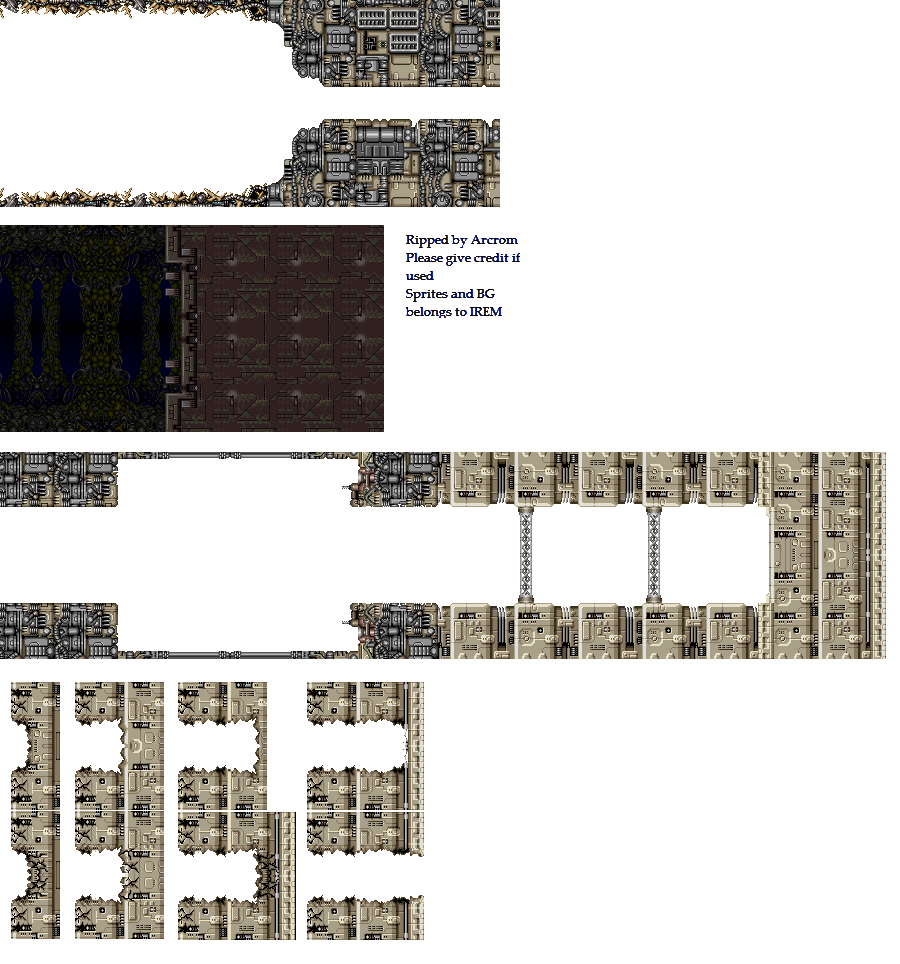 Ripped by Arcrom
Please give credit if
used
Sprites and BG
belongs to IREM